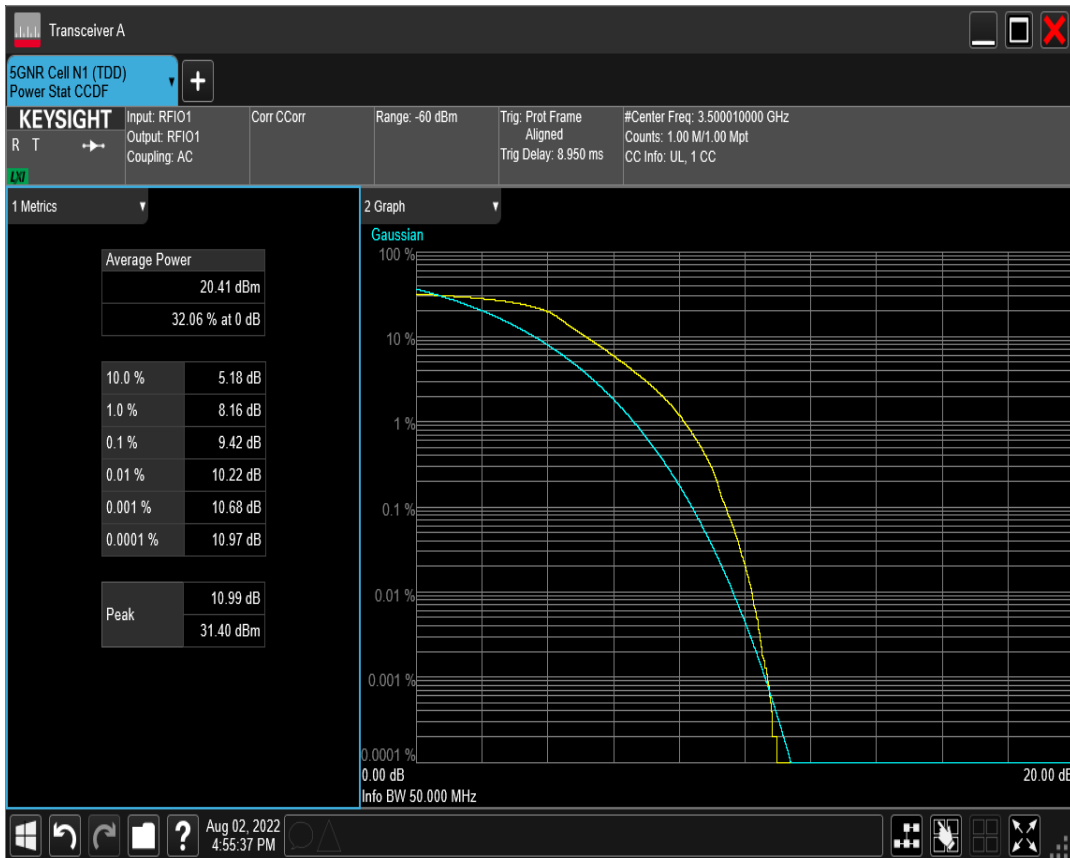 Transceiver A
5GNR Cell N1 (TDD)
Power Stat CCDF
+
KEYSIGHT
R T
LXI
Input: RFIO1
Output: RFIO1
Coupling: AC
Corr CCorr
Range: -60 dBm
Trig: Prot Frame
Aligned
Trig Delay: 8.950 ms
#Center Freq: 3.500010000 GHz
Counts: 1.00 M/1.00 Mpt
CC Info: UL, 1 CC
1 Metrics
Average Power
20.41 dBm
32.06 % at 0 dB
10.0 % 5.18 dB
1.0 % 8.16 dB
0.1 % 9.42 dB
0.01 % 10.22 dB
0.001 % 10.68 dB
0.0001 % 10.97 dB
Peak
10.99 dB
31.40 dBm
2 Graph
Gaussian
100 %
10 %
1 %
0.1 %
0.01 %
0.001 %
0.0001 %
0.00 dB 20.00 dB
Info BW 50.000 MHz
?
Aug 02, 2022
4:55:37 PM